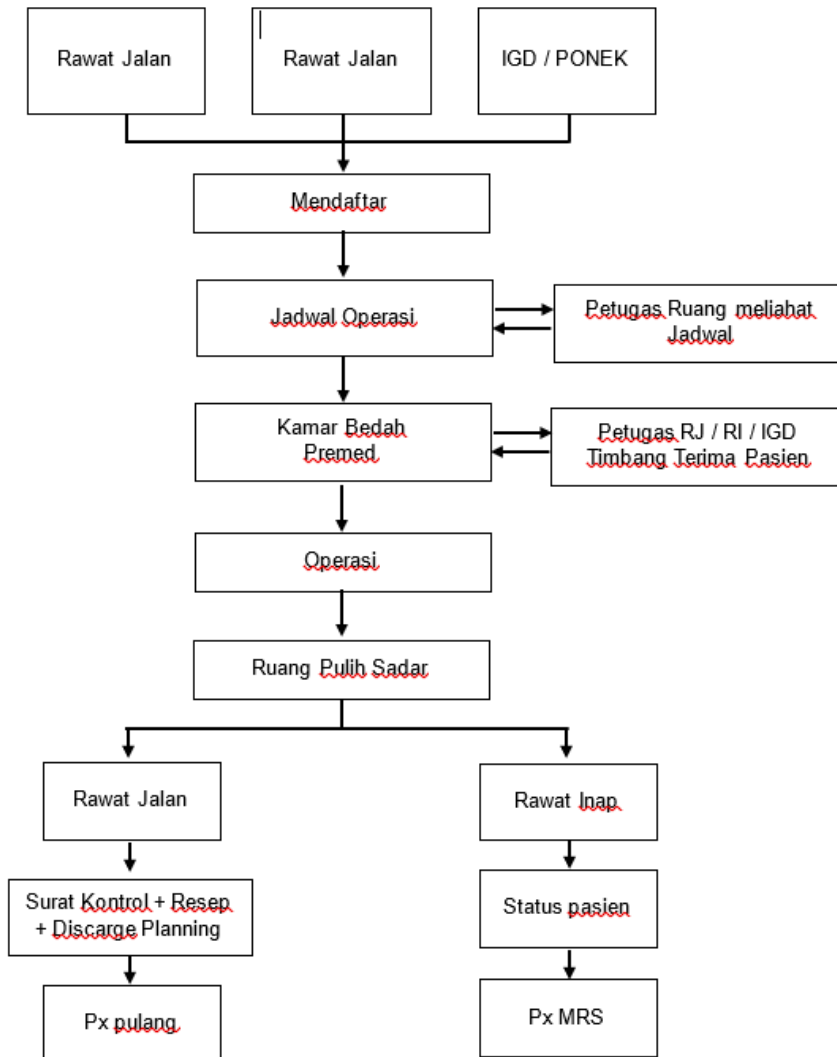 Rawat Jalan
Rawat Jalan
IGD / PONEK
Mendaftar
Jadwal Operasi
Petugas Ruang meliahat
Jadwal
Kamar Bedah
Premed
Petugas RJ / RI / IGD
Timbang Terima Pasien
Operasi
Ruang Pulih Sadar
Rawat Jalan
Rawat Inap
Surat Kontrol + Resep
+ Discarge Planning
Status pasien
Px pulang
Px MRS